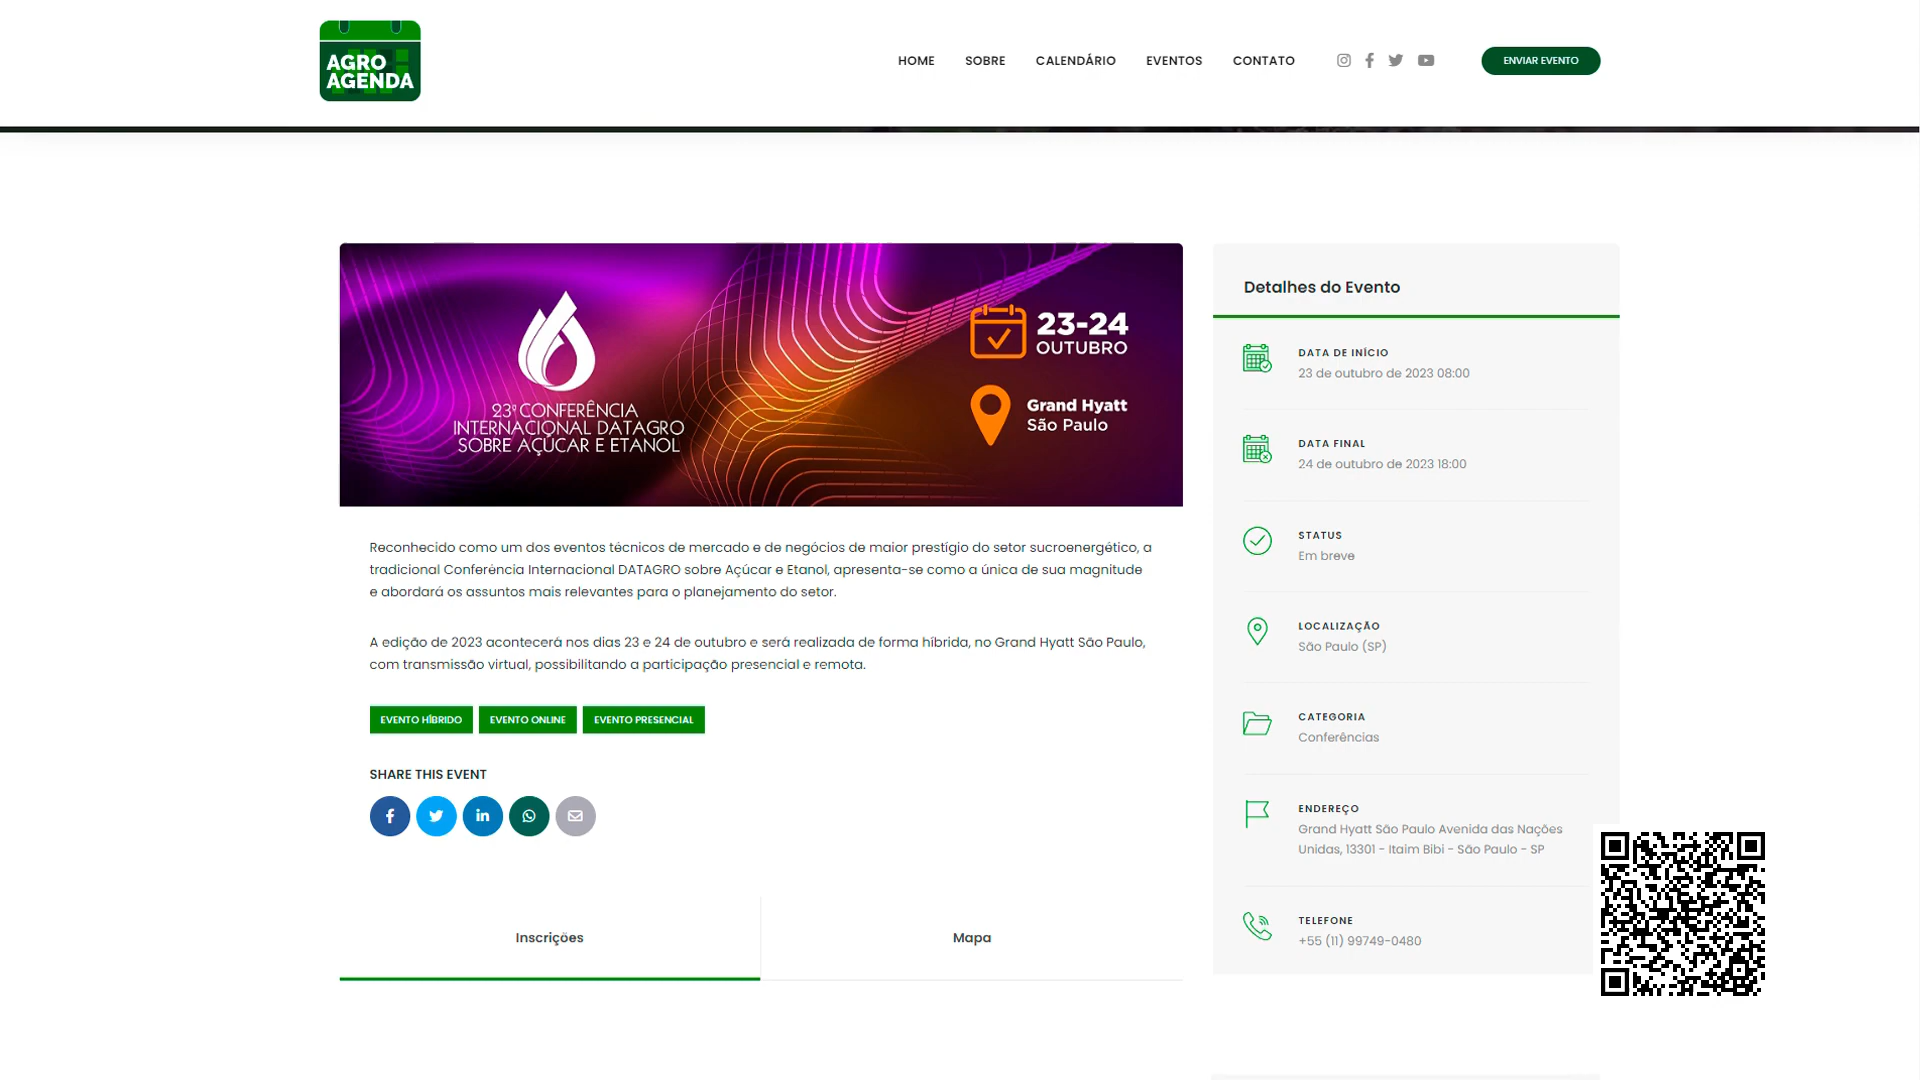 AGRO
AGENDA
HOME
SOBRE
CALENDÁRIO
EVENTOS
CONTATO
ENVIAR EVENTO
23ª CONFERÊNCIA
INTERNACIONAL DATAGRO
SOBRE AÇÚCAR E ETANOL
23-24
OUTUBRO
Grand Hyatt
São Paulo
Reconhecido como um dos eventos técnicos de mercado e de negócios de maior prestígio do setor sucroenergético, a
tradicional Conferência Internacional DATAGRO sobre Açúcar e Etanol, apresenta-se como a única de sua magnitude
e abordará os assuntos mais relevantes para o planejamento do setor.
A edição de 2023 acontecerá nos dias 23 e 24 de outubro e será realizada de forma híbrida, no Grand Hyatt São Paulo,
com transmissão virtual, possibilitando a participação presencial e remota.
EVENTO HÍBRIDO
EVENTO ONLINE
EVENTO PRESENCIAL
SHARE THIS EVENT
Inscrições
Mapa
Detalhes do Evento
DATA DE INÍCIO
23 de outubro de 2023 08:00
DATA FINAL
24 de outubro de 2023 18:00
STATUS
Em breve
LOCALIZAÇÃO
São Paulo (SP)
CATEGORIA
Conferências
ENDEREÇO
Grand Hyatt São Paulo Avenida das Nações
Unidas, 13301 - Itaim Bibi - São Paulo - SP
TELEFONE
+55 (11) 99749-0480